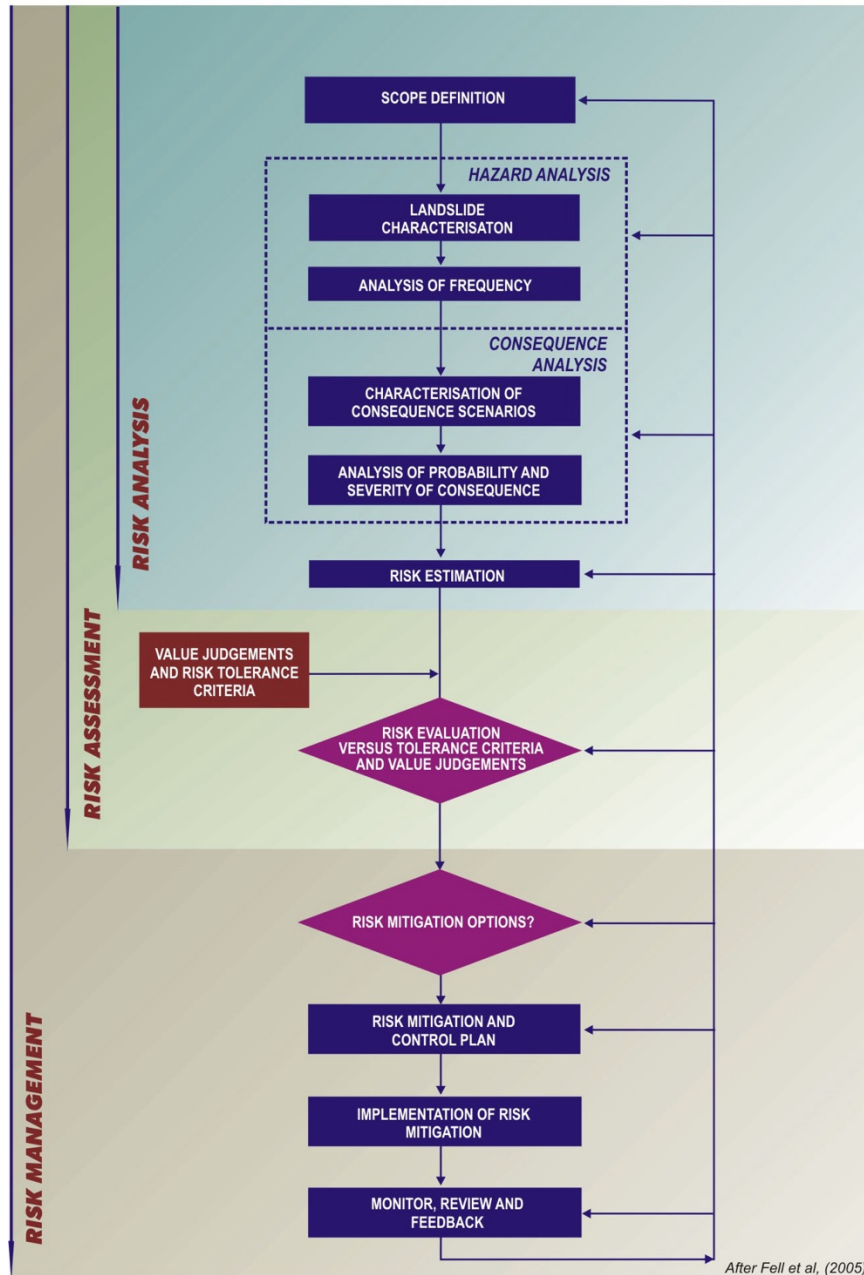 SCOPE DEFINITION
HAZARD ANALYSIS
LANDSLIDE
CHARACTERISATON
ANALYSIS OF FREQUENCY
CONSEQUENCE
ANALYSIS
CHARACTERISATION OF
CONSEQUENCE SCENARIOS
ANALYSIS OF PROBABILITY AND
SEVERITY OF CONSEQUENCE
RISK ANALYSIS
RISK ESTIMATION
VALUE JUDGEMENTS
AND RISK TOLERANCE
CRITERIA
RISK EVALUATION
VERSUS TOLERANCE CRITERIA
AND VALUE JUDGEMENTS
RISK ASSESSMENT
RISK MITIGATION OPTIONS?
RISK MITIGATION AND
CONTROL PLAN
IMPLEMENTATION OF RISK
MITIGATION
RISK MANAGEMENT
MONITOR, REVIEW AND
FEEDBACK
After Fell et al, (2005)